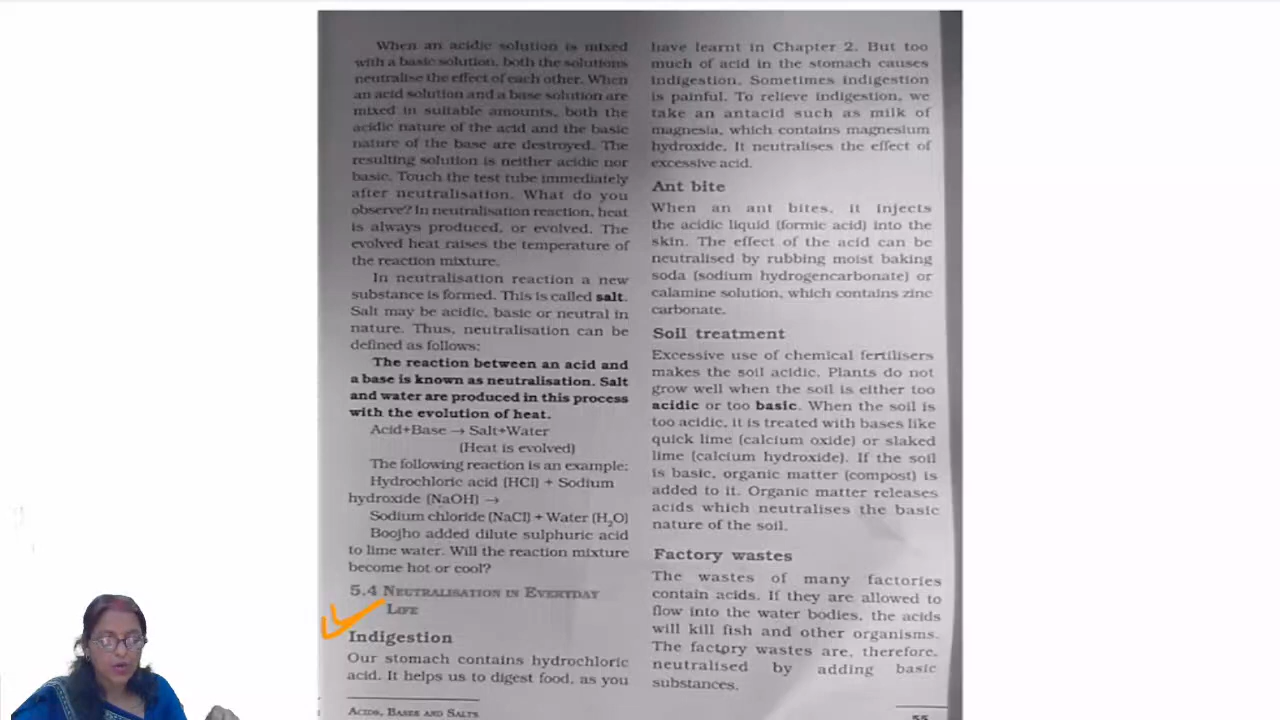 When an acidic solution is mixed
with a basic solution, both the solutions
neutralise the effect of each other. When
an acid solution and a base solution are
mixed in suitable amounts, both the
acidic nature of the acid and the basic
nature of the base are destroyed. The
resulting solution is neither acidic nor
basic. Touch the test tube immediately
after neutralisation. What do you
observe? In neutralisation reaction, heat
is always produced, or evolved. The
evolved heat raises the temperature of
the reaction mixture.
In neutralisation reaction a new
substance is formed. This is called salt.
Salt may be acidic, basic or neutral in
nature. Thus, neutralisation can be
defined as follows:
The reaction between an acid and
a base is known as neutralisation. Salt
and water are produced in this process
with the evolution of heat.
Acid+Base → Salt+Water
(Heat is evolved)
The following reaction is an example:
Hydrochloric acid (HCl) + Sodium
hydroxide (NaOH) →
Sodium chloride (NaCl) + Water (H₂O)
Boojho added dilute sulphuric acid
to lime water. Will the reaction mixture
become hot or cool?
5.4 NEUTRALISATION IN EVERYDAY
LIFE
Indigestion
Our stomach contains hydrochloric
acid. It helps us to digest food, as you
ACIDS, BASES AND SALTS
have learnt in Chapter 2. But too
much of acid in the stomach causes
indigestion. Sometimes indigestion
is painful. To relieve indigestion, we
take an antacid such as milk of
magnesia, which contains magnesium
hydroxide. It neutralises the effect of
excessive acid.
Ant bite
When an ant bites, it injects
the acidic liquid (formic acid) into the
skin. The effect of the acid can be
neutralised by rubbing moist baking
soda (sodium hydrogencarbonate) or
calamine solution, which contains zinc
carbonate.
Soil treatment
Excessive use of chemical fertilisers
makes the soil acidic. Plants do not
grow well when the soil is either too
acidic or too basic. When the soil is
too acidic, it is treated with bases like
quick lime (calcium oxide) or slaked
lime (calcium hydroxide). If the soil
is basic, organic matter (compost) is
added to it. Organic matter releases
acids which neutralises the basic
nature of the soil.
Factory wastes
The wastes of many factories
contain acids. If they are allowed to
flow into the water bodies, the acids
will kill fish and other organisms.
The factory wastes are, therefore,
neutralised by adding basic
substances.
55